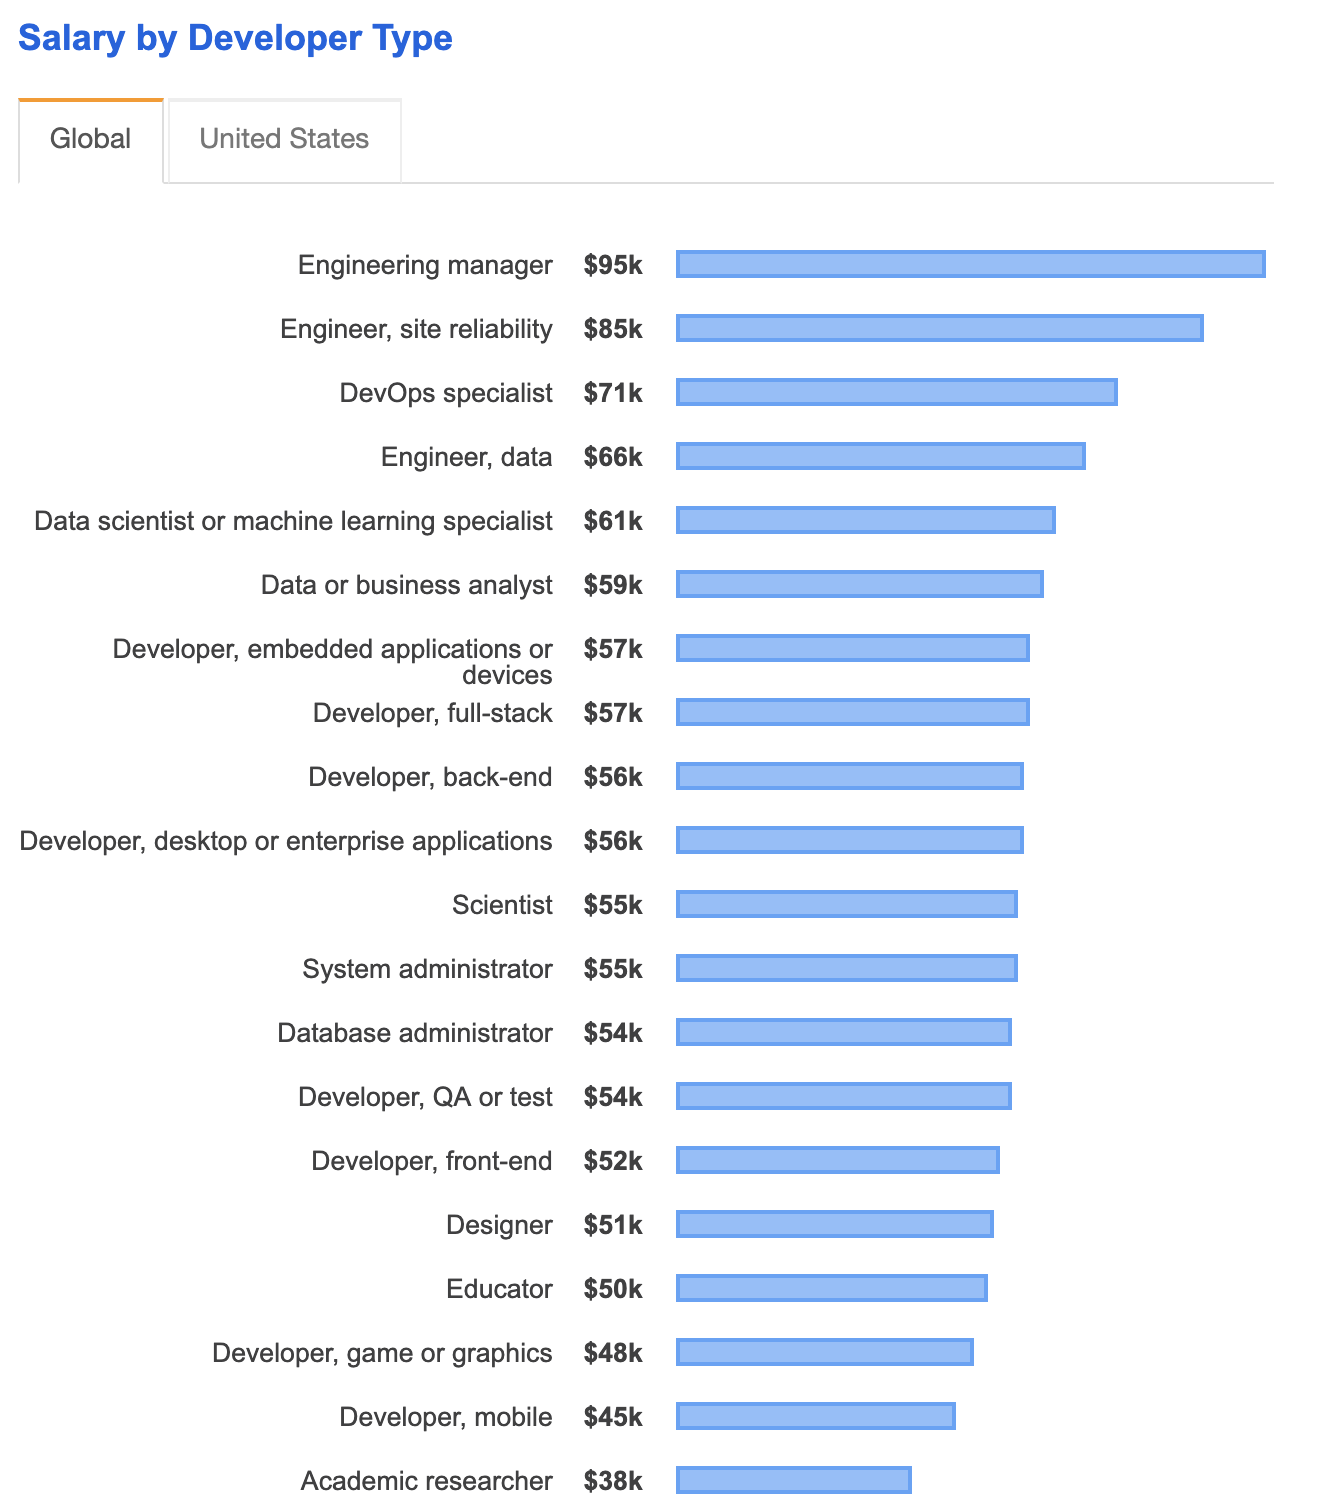 Salary by Developer Type
Global United States
Engineering manager $95k
Engineer, site reliability $85k
DevOps specialist $71k
Engineer, data $66k
Data scientist or machine learning specialist $61k
Data or business analyst $59k
Developer, embedded applications or $57k
devices
Developer, full-stack $57k
Developer, back-end $56k
Developer, desktop or enterprise applications $56k
Scientist $55k
System administrator $55k
Database administrator $54k
Developer, QA or test $54k
Developer, front-end $52k
Designer $51k
Educator $50k
Developer, game or graphics $48k
Developer, mobile $45k
Academic researcher $38k